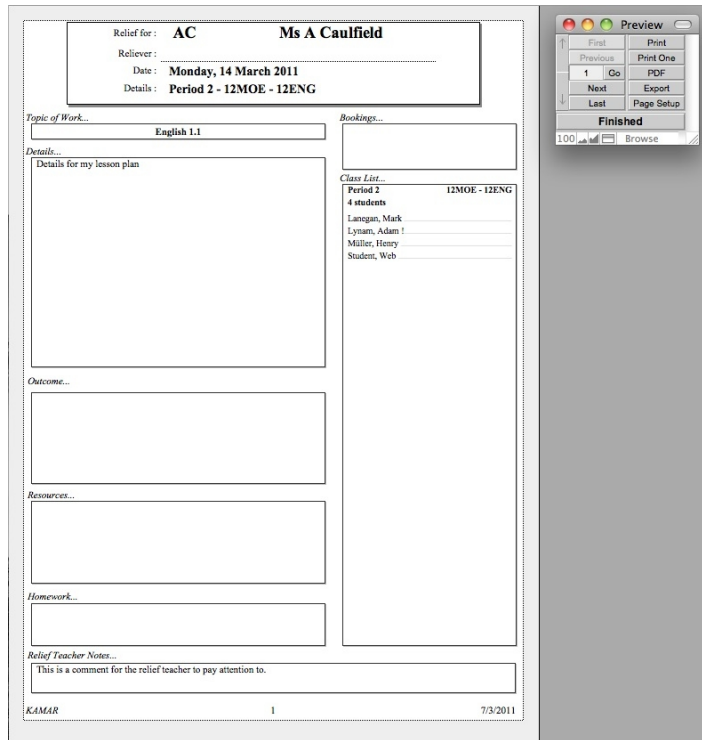 Relief for : AC Ms A Caulfield
Reliever :
Date : Monday, 14 March 2011
Details : Period 2 - 12MOE - 12ENG
Topic of Work...
English 1.1
Details...
Details for my lesson plan
Outcome...
Resources...
Homework...
Bookings...
Class List...
Period 2 12MOE - 12ENG
4 students
Lanegan, Mark
Lynam, Adam !
Müller, Henry
Student, Web
Relief Teacher Notes...
This is a comment for the relief teacher to pay attention to.
KAMAR 1 7/3/2011
Preview
First Print
Previous Print One
1 Go PDF
Next Export
Last Page Setup
Finished
100 Browse